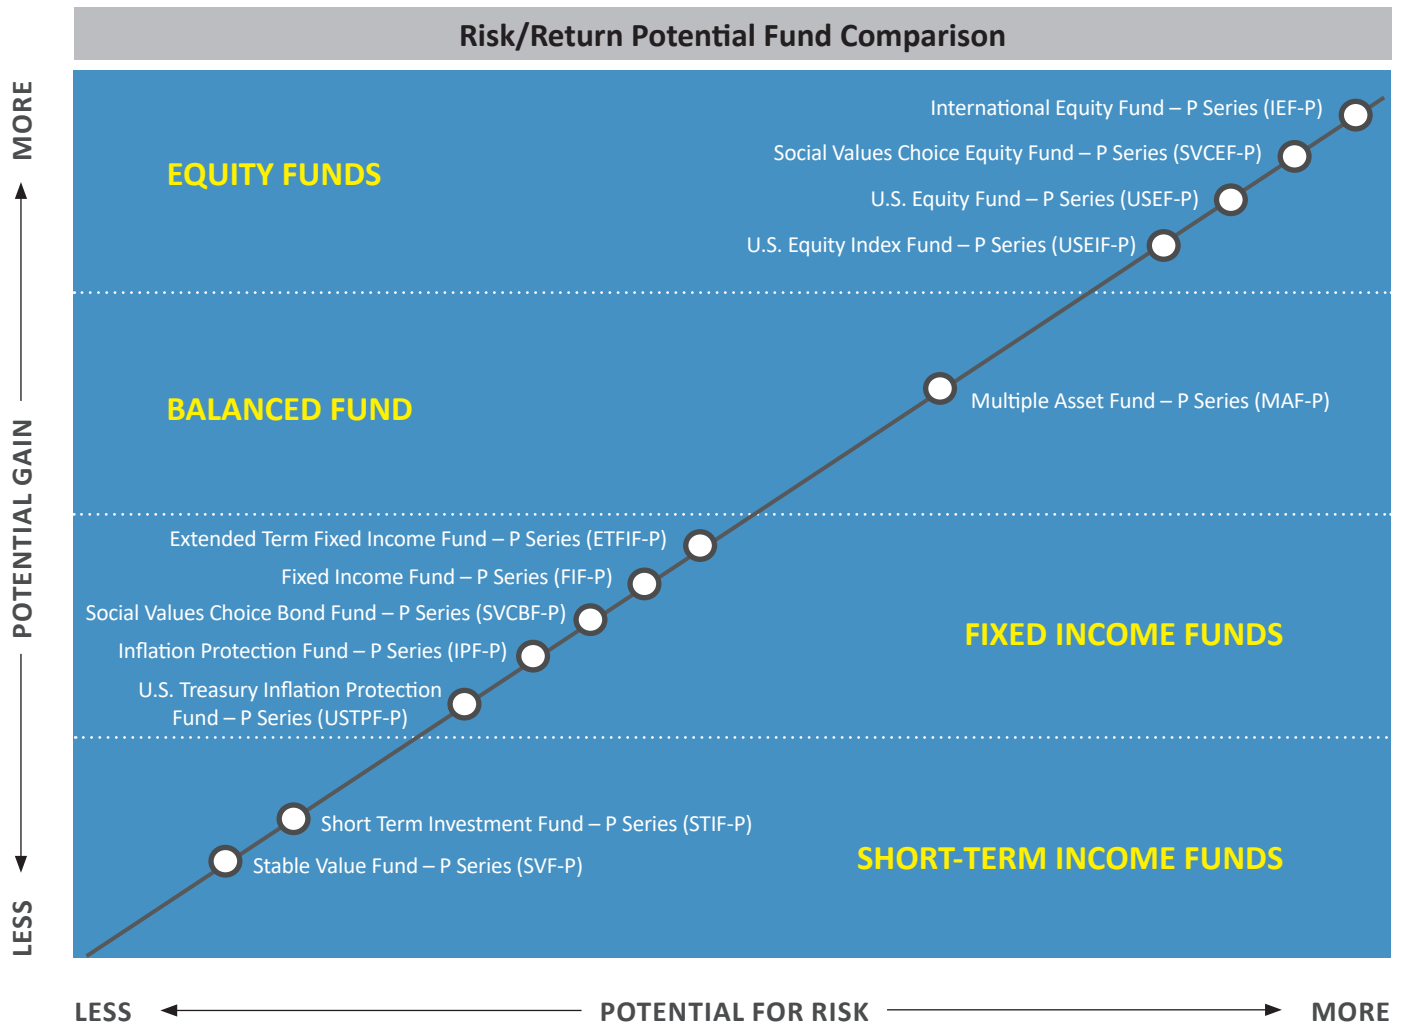 Risk/Return Potential Fund Comparison
MORE
POTENTIAL GAIN
LESS
EQUITY FUNDS
International Equity Fund – P Series (IEF-P)
Social Values Choice Equity Fund – P Series (SVCEF-P)
U.S. Equity Fund – P Series (USEF-P)
U.S. Equity Index Fund – P Series (USEIF-P)
BALANCED FUND
Multiple Asset Fund – P Series (MAF-P)
Extended Term Fixed Income Fund – P Series (ETFIF-P)
Fixed Income Fund – P Series (FIF-P)
Social Values Choice Bond Fund – P Series (SVCBF-P)
Inflation Protection Fund – P Series (IPF-P)
U.S. Treasury Inflation Protection
Fund – P Series (USTPF-P)
FIXED INCOME FUNDS
Short Term Investment Fund – P Series (STIF-P)
Stable Value Fund – P Series (SVF-P)
SHORT-TERM INCOME FUNDS
LESS
POTENTIAL FOR RISK
MORE